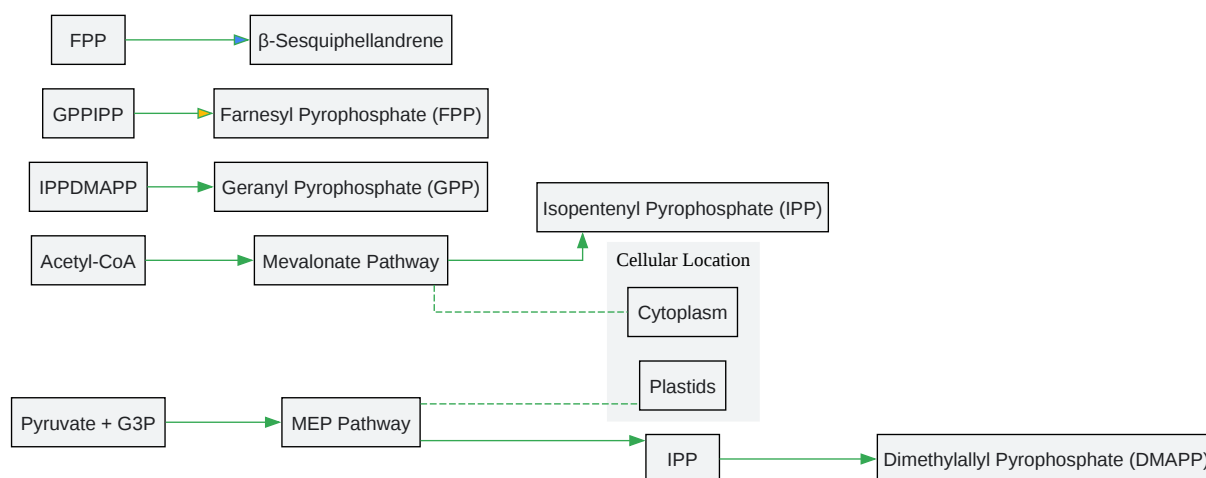 FPP
β-Sesquiphellandrene
GPPIPP
Farnesyl Pyrophosphate (FPP)
IPPDMAPP
Geranyl Pyrophosphate (GPP)
Isopentenyl Pyrophosphate (IPP)
Acetyl-CoA
Mevalonate Pathway
Cellular Location
Cytoplasm
Plastids
Pyruvate + G3P
MEP Pathway
IPP
Dimethylallyl Pyrophosphate (DMAPP)